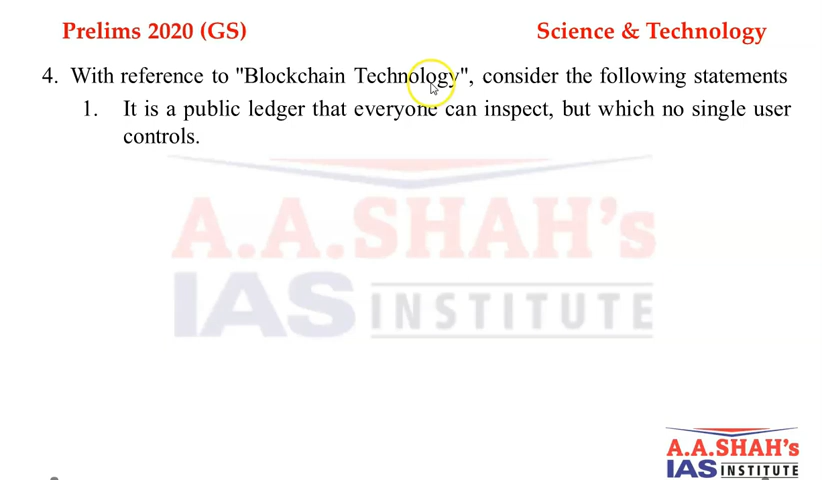 Prelims 2020 (GS) Science & Technology
4. With reference to "Blockchain Technology", consider the following statements
1. It is a public ledger that everyone can inspect, but which no single user
controls.
A.A.SHAH's
IAS INSTITUTE
A.A.SHAH's
IAS INSTITUTE